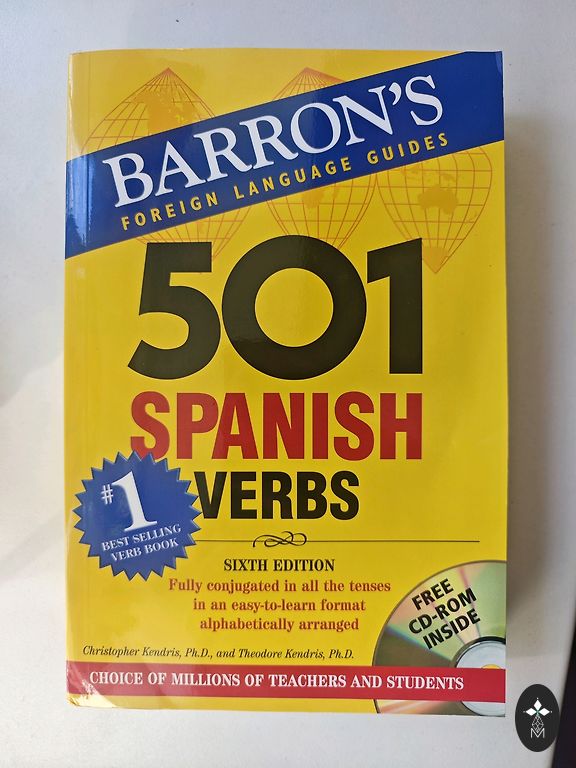 BARRON'S
FOREIGN LANGUAGE GUIDES
501
SPANISH
VERBS
#1
BEST SELLING
VERB BOOK
SIXTH EDITION
Fully conjugated in all the tenses
in an easy-to-learn format
alphabetically arranged
FREE
CD-ROM
INSIDE
Christopher Kendris, Ph.D., and Theodore Kendris, Ph.D.
CHOICE OF MILLIONS OF TEACHERS AND STUDENTS
M